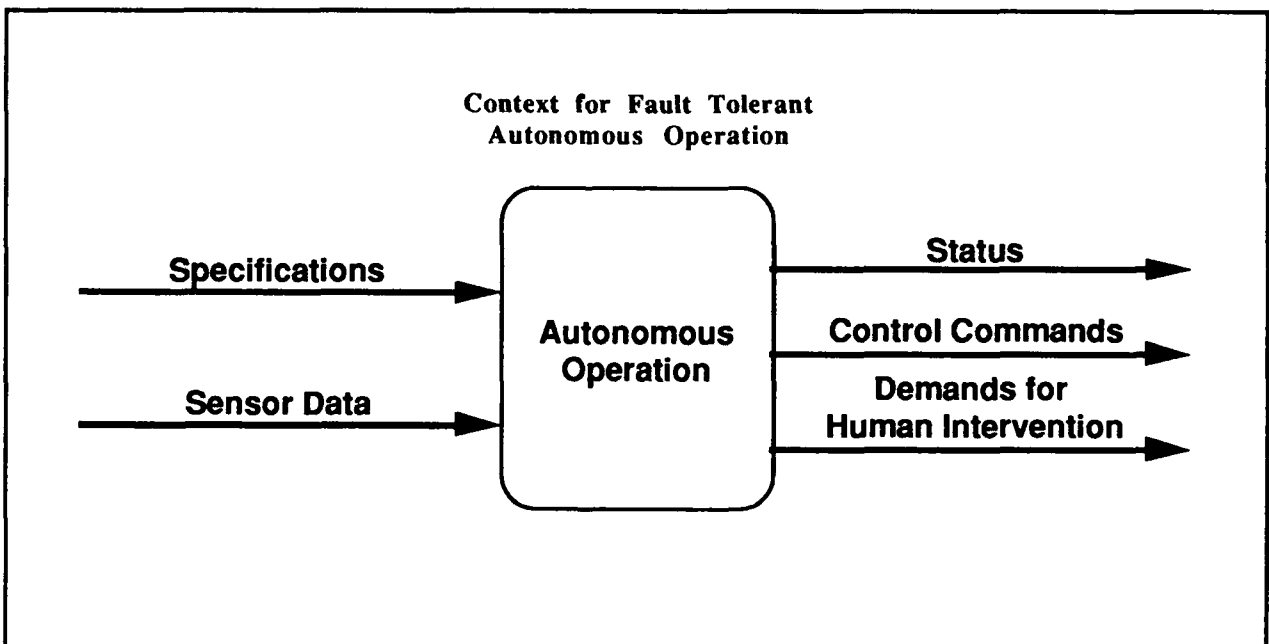 Context for Fault Tolerant
Autonomous Operation
Specifications
Sensor Data
Autonomous
Operation
Status
Control Commands
Demands for
Human Intervention